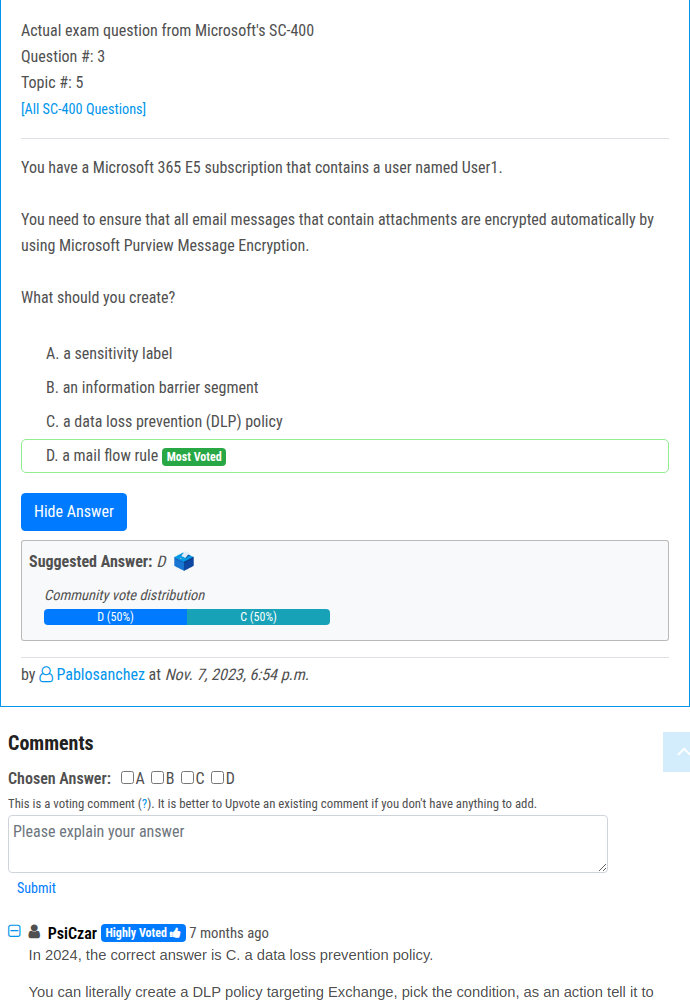 Actual exam question from Microsoft's SC-400
Question #: 3
Topic #: 5
[All SC-400 Questions]
You have a Microsoft 365 E5 subscription that contains a user named User1.
You need to ensure that all email messages that contain attachments are encrypted automatically by
using Microsoft Purview Message Encryption.
What should you create?
A. a sensitivity label
B. an information barrier segment
C. a data loss prevention (DLP) policy
D. a mail flow rule Most Voted
Hide Answer
Suggested Answer: D
Community vote distribution
D (50%) C (50%)
by Pablosanchez at Nov. 7, 2023, 6:54 p.m.
Comments
Chosen Answer: A B C D
This is a voting comment (?). It is better to Upvote an existing comment if you don't have anything to add.
Please explain your answer
Submit
PsiCzar Highly Voted 7 months ago
In 2024, the correct answer is C. a data loss prevention policy.
You can literally create a DLP policy targeting Exchange, pick the condition, as an action tell it to